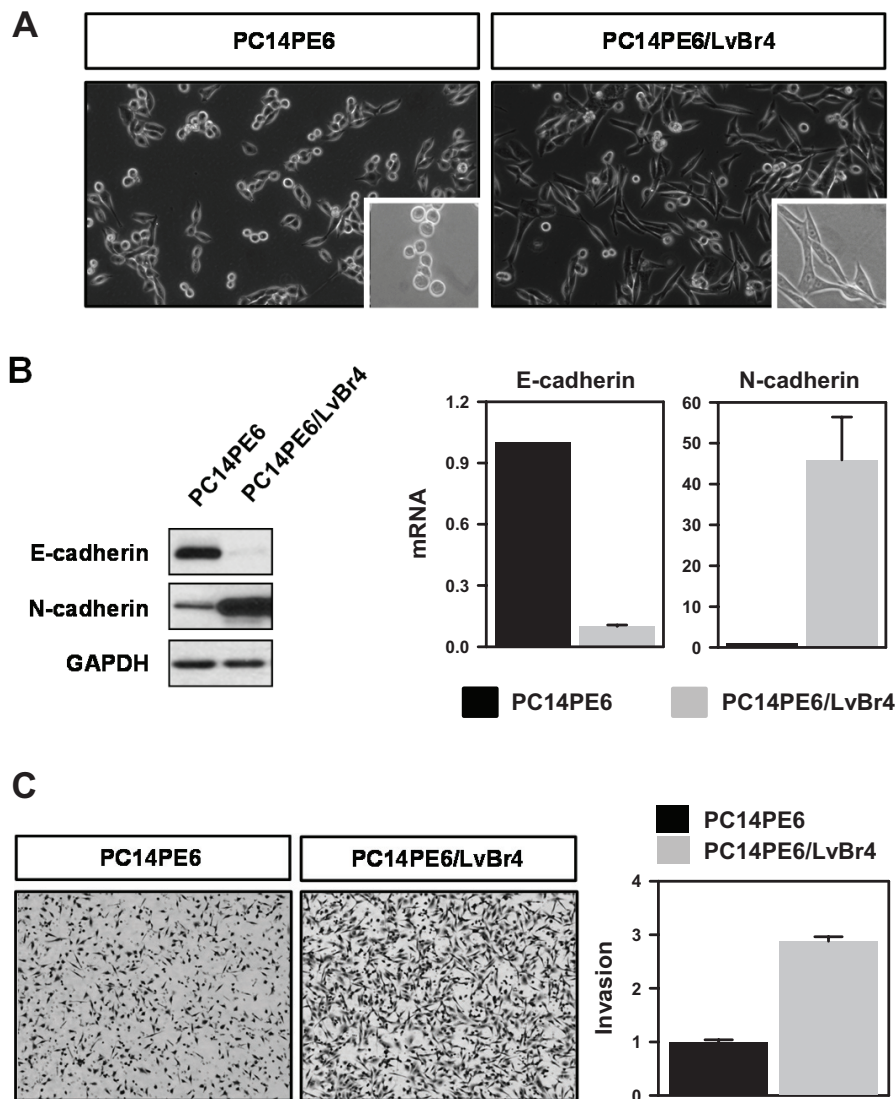 A
PC14PE6
PC14PE6/LvBr4
B
PC14PE6
PC14PE6/LvBr4
E-cadherin
N-cadherin
GAPDH
E-cadherin
mRNA
1.2
0.9
0.6
0.3
0.0
N-cadherin
60
50
40
30
20
10
0
PC14PE6
PC14PE6/LvBr4
C
PC14PE6
PC14PE6/LvBr4
PC14PE6
PC14PE6/LvBr4
Invasion
4
3
2
1
0